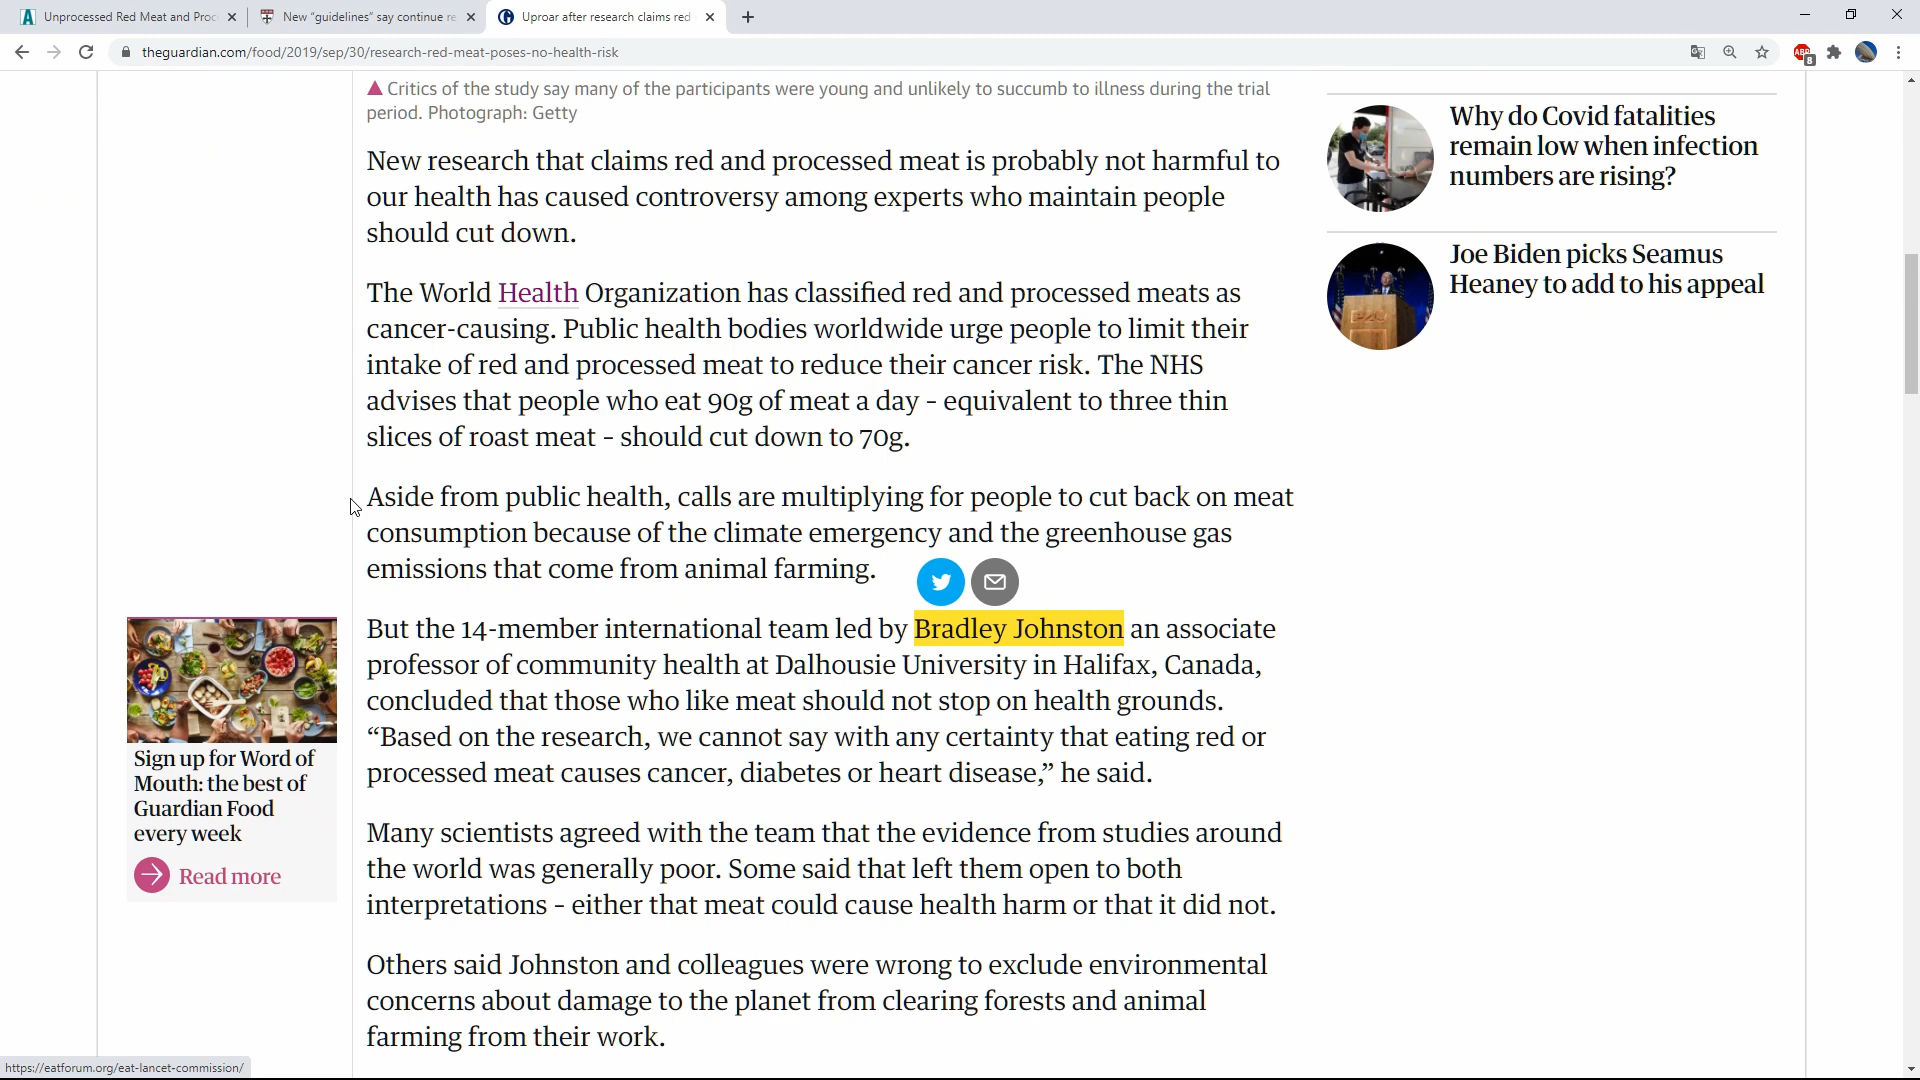 Unprocessed Red Meat and Proc
New "guidelines" say continue re
Uproar after research claims red
theguardian.com/food/2019/sep/30/research-red-meat-poses-no-health-risk
ABP
8
Critics of the study say many of the participants were young and unlikely to succumb to illness during the trial
period. Photograph: Getty
New research that claims red and processed meat is probably not harmful to
our health has caused controversy among experts who maintain people
should cut down.
The World Health Organization has classified red and processed meats as
cancer-causing. Public health bodies worldwide urge people to limit their
intake of red and processed meat to reduce their cancer risk. The NHS
advises that people who eat 90g of meat a day – equivalent to three thin
slices of roast meat – should cut down to 70g.
Aside from public health, calls are multiplying for people to cut back on meat
consumption because of the climate emergency and the greenhouse gas
emissions that come from animal farming.
But the 14-member international team led by Bradley Johnston an associate
professor of community health at Dalhousie University in Halifax, Canada,
concluded that those who like meat should not stop on health grounds.
“Based on the research, we cannot say with any certainty that eating red or
processed meat causes cancer, diabetes or heart disease,” he said.
Many scientists agreed with the team that the evidence from studies around
the world was generally poor. Some said that left them open to both
interpretations – either that meat could cause health harm or that it did not.
Others said Johnston and colleagues were wrong to exclude environmental
concerns about damage to the planet from clearing forests and animal
farming from their work.
Why do Covid fatalities
remain low when infection
numbers are rising?
Joe Biden picks Seamus
Heaney to add to his appeal
Sign up for Word of
Mouth: the best of
Guardian Food
every week
Read more
https://eatforum.org/eat-lancet-commission/